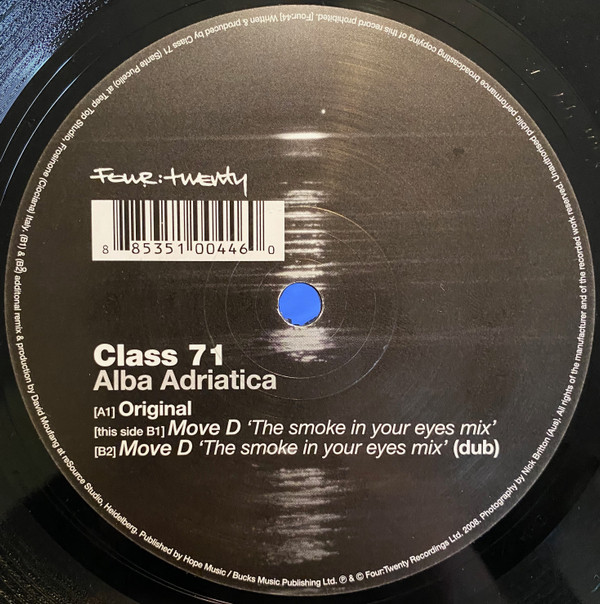 Four:Twenty
8 85351 00446 0
Class 71
Alba Adriatica
[A1] Original
[this side B1] Move D 'The smoke in your eyes mix'
[B2] Move D 'The smoke in your eyes mix' (dub)
[Four44] Written & produced by Class 71 (Sante Pucello) at Teep Top Studio, Frosinone (Ciociaria) Italy. (B1) & (B2) additional remix & production by David Moufang at reSource Studio, Heidelberg. Published by Hope Music / Bucks Music Publishing Ltd. ℗ & © Four:Twenty Recordings Ltd. 2008. Photography by Nick Britton (Aus). All rights of the manufacturer and of the recorded work reserved. Unauthorised public performance broadcasting copying of this record prohibited.